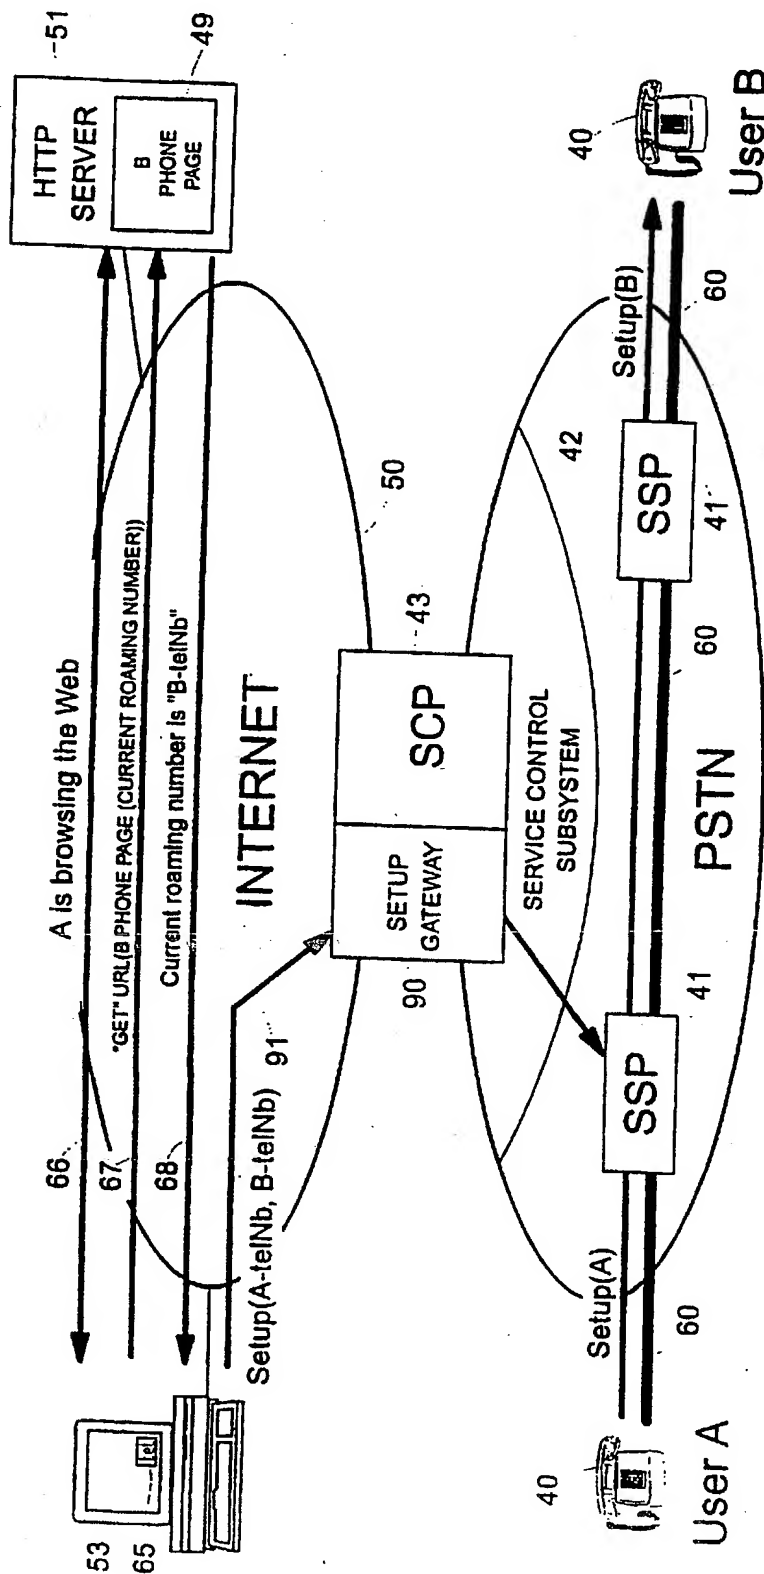 51
HTTP
SERVER
49
B
PHONE
PAGE
A is browsing the Web
66
"GET" URL(B PHONE PAGE (CURRENT ROAMING NUMBER))
67
Current roaming number is "B-telNb"
68
53
65
tel
INTERNET
50
Setup(A-telNb, B-telNb)
91
SETUP
GATEWAY
90
SCP
43
SERVICE CONTROL
SUBSYSTEM
42
Setup(A)
60
SSP
41
60
SSP
41
Setup(B)
60
PSTN
40
User A
40
User B